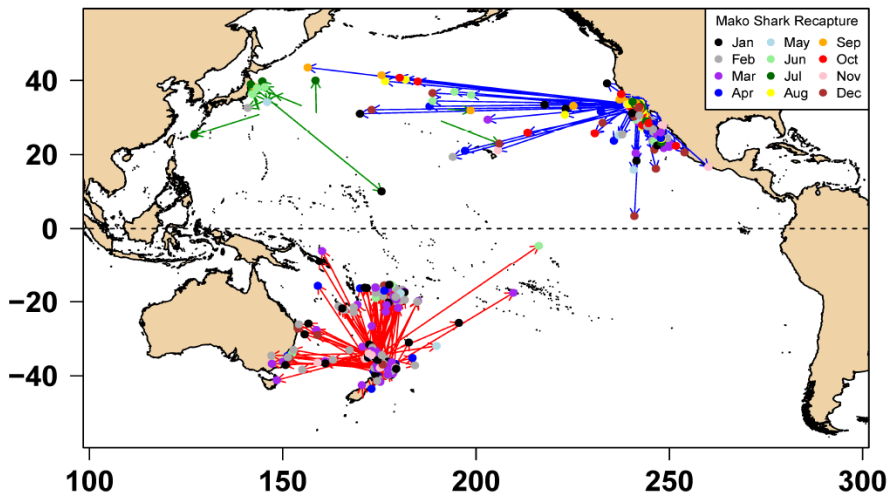 Mako Shark Recapture
Jan May Sep
Feb Jun Oct
Mar Jul Nov
Apr Aug Dec
40
20
0
−20
−40
100 150 200 250 300